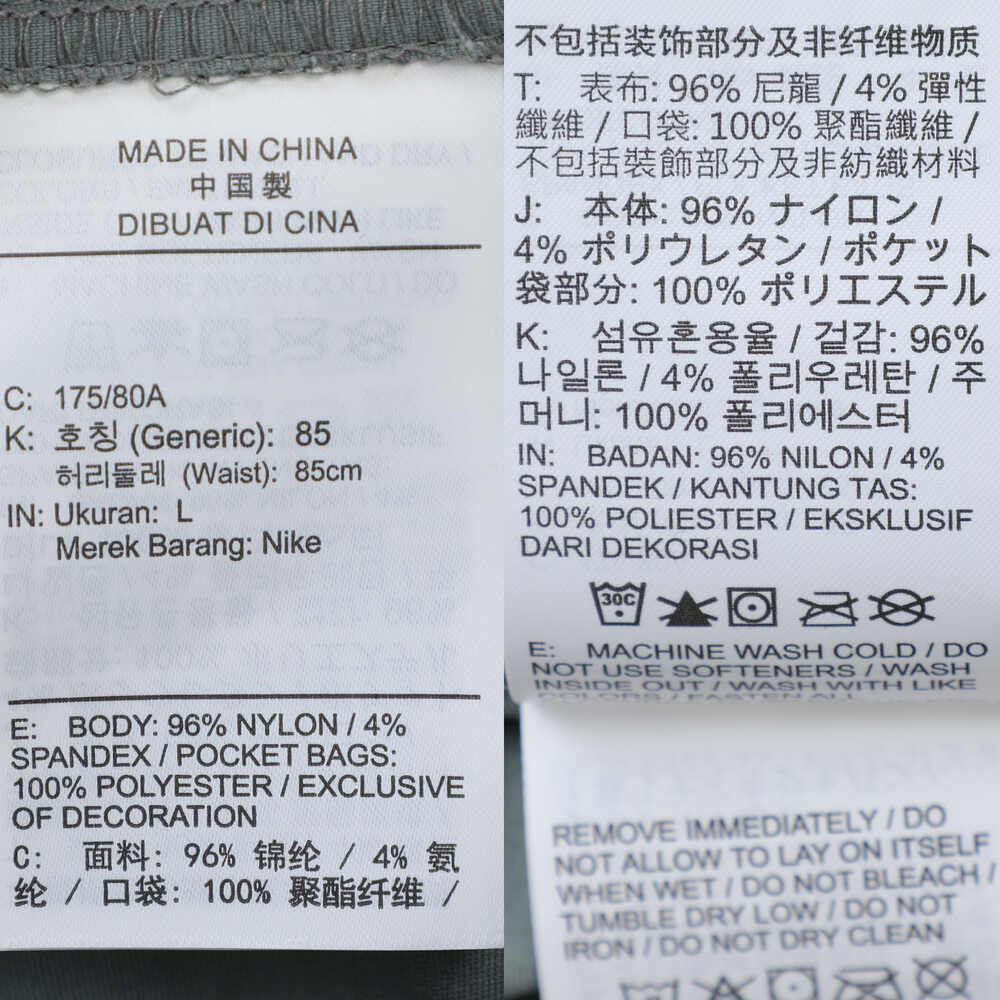 MADE IN CHINA
中国製
DIBUAT DI CINA
C: 175/80A
K: 호칭 (Generic): 85
허리둘레 (Waist): 85cm
IN: Ukuran: L
Merek Barang: Nike
E: BODY: 96% NYLON / 4%
SPANDEX / POCKET BAGS:
100% POLYESTER / EXCLUSIVE
OF DECORATION
C: 面料: 96% 锦纶 / 4% 氨
纶 / 口袋: 100% 聚酯纤维 /
不包括装饰部分及非纤维物质
T: 表布: 96% 尼龍 / 4% 彈性
纖維 / 口袋: 100% 聚酯纖維 /
不包括裝飾部分及非紡織材料
J: 本体: 96% ナイロン /
4% ポリウレタン / ポケット
袋部分: 100% ポリエステル
K: 섬유혼용율 / 겉감: 96%
나일론 / 4% 폴리우레탄 / 주
머니: 100% 폴리에스터
IN: BADAN: 96% NILON / 4%
SPANDEK / KANTUNG TAS:
100% POLIESTER / EKSKLUSIF
DARI DEKORASI
30C
E: MACHINE WASH COLD / DO
NOT USE SOFTENERS / WASH
INSIDE OUT / WASH WITH LIKE
COLORS / FASTEN ALL
REMOVE IMMEDIATELY / DO
NOT ALLOW TO LAY ON ITSELF
WHEN WET / DO NOT BLEACH /
TUMBLE DRY LOW / DO NOT
IRON / DO NOT DRY CLEAN